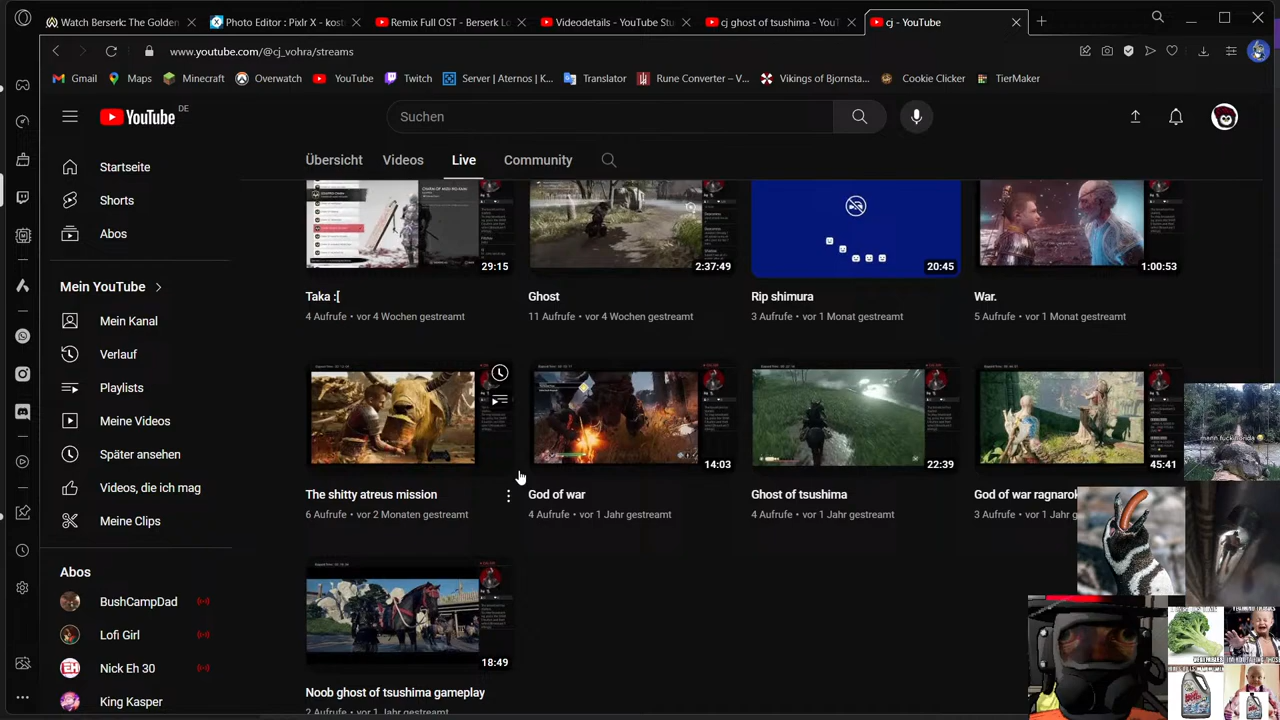 Watch Berserk: The Golden
Photo Editor : Pixlr X - kost
Remix Full OST - Berserk Lo
Videodetails - YouTube Stu
cj ghost of tsushima - YouT
cj - YouTube
www.youtube.com/@cj_vohra/streams
Gmail
Maps
Minecraft
Overwatch
YouTube
Twitch
Server | Aternos | K...
Translator
Rune Converter – V...
Vikings of Bjornsta...
Cookie Clicker
TierMaker
YouTube DE
Suchen
Übersicht
Videos
Live
Community
Startseite
Shorts
Abos
Mein YouTube
Mein Kanal
Verlauf
Playlists
Meine Videos
Später ansehen
Videos, die ich mag
Meine Clips
Abos
BushCampDad
Lofi Girl
Nick Eh 30
King Kasper
29:15
2:37:49
20:45
1:00:53
Taka :[
Ghost
Rip shimura
War.
4 Aufrufe • vor 4 Wochen gestreamt
11 Aufrufe • vor 4 Wochen gestreamt
3 Aufrufe • vor 1 Monat gestreamt
5 Aufrufe • vor 1 Monat gestreamt
14:03
22:39
45:41
The shitty atreus mission
God of war
Ghost of tsushima
God of war ragnarok
6 Aufrufe • vor 2 Monaten gestreamt
4 Aufrufe • vor 1 Jahr gestreamt
4 Aufrufe • vor 1 Jahr gestreamt
3 Aufrufe • vor 1 Jahr
18:49
Noob ghost of tsushima gameplay
2 Aufrufe • vor 1 Jahr gestreamt